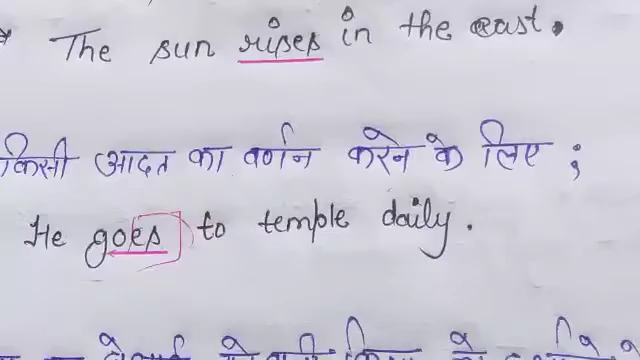 The sun rises in the east.
किसी आदत का वर्णन करने के लिए ;
He goes to temple daily.